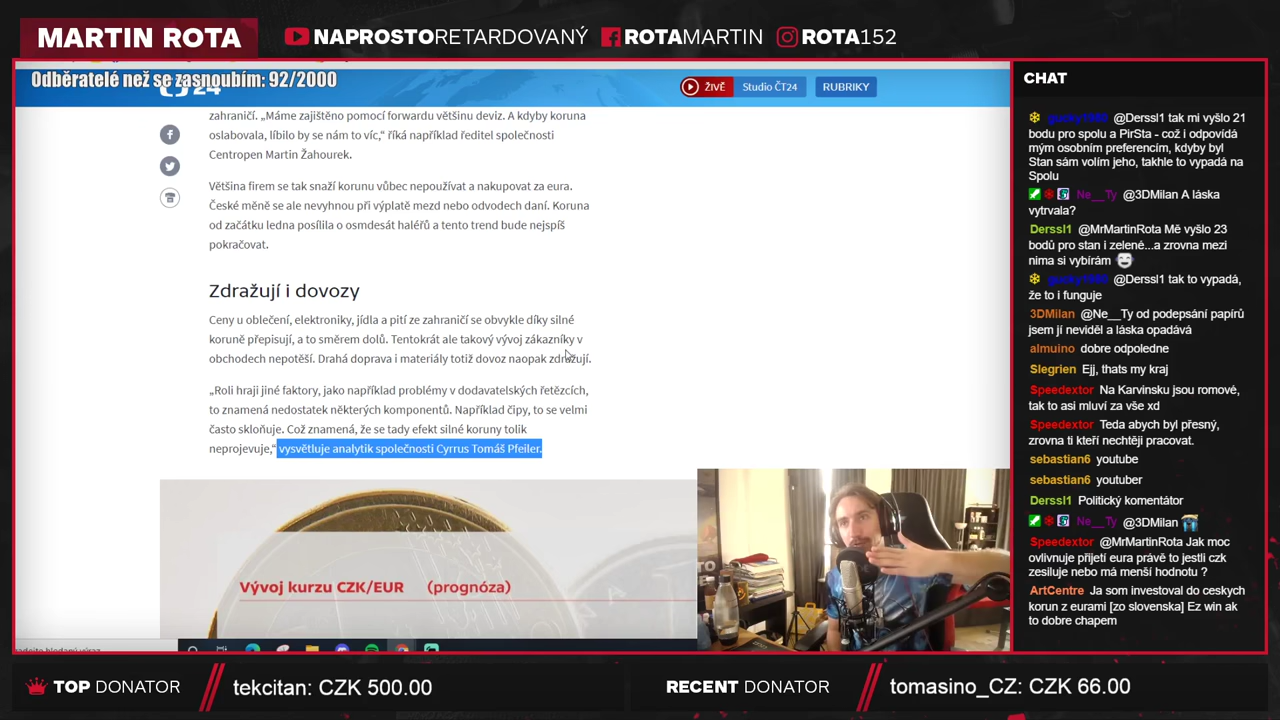 MARTIN ROTA
NAPROSTORETARDOVANÝ
ROTAMARTIN
ROTA152
Odběratelé než se zasnoubím: 92/2000
ŽIVĚ
Studio ČT24
RUBRIKY
zahraničí. „Máme zajištěno pomocí forwardu většinu deviz. A kdyby koruna
oslabovala, líbilo by se nám to víc,“ říká například ředitel společnosti
Centropen Martin Žahourek.
Většina firem se tak snaží korunu vůbec nepoužívat a nakupovat za eura.
České měně se ale nevyhnou při výplatě mezd nebo odvodech daní. Koruna
od začátku ledna posílila o osmdesát haléřů a tento trend bude nejspíš
pokračovat.
Zdražují i dovozy
Ceny u oblečení, elektroniky, jídla a pití ze zahraničí se obvykle díky silné
koruně přepisují, a to směrem dolů. Tentokrát ale takový vývoj zákazníky v
obchodech nepotěší. Drahá doprava i materiály totiž dovoz naopak zdražují.
„Roli hraji jiné faktory, jako například problémy v dodavatelských řetězcích,
to znamená nedostatek některých komponentů. Například čipy, to se velmi
často skloňuje. Což znamená, že se tady efekt silné koruny tolik
neprojevuje,“ vysvětluje analytik společnosti Cyrrus Tomáš Pfeiler.
Vývoj kurzu CZK/EUR (prognóza)
CHAT
@Derssl1 tak mi vyšlo 21
bodu pro spolu a PirSta - což i odpovídá
mým osobním preferencím, kdyby byl
Stan sám volím jeho, takhle to vypadá na
Spolu
Ne__Ty @3DMilan A láska
vytrvala?
Derssl1 @MrMartinRota Mě vyšlo 23
bodů pro stan i zelené...a zrovna mezi
nima si vybírám
@Derssl1 tak to vypadá,
že to i funguje
3DMilan @Ne__Ty od podepsání papírů
jsem jí neviděl a láska opadává
almuino dobre odpoledne
Slegrien Ejj, thats my kraj
Speedextor Na Karvinsku jsou romové,
tak to asi mluví za vše xd
Speedextor Teda abych byl přesný,
zrovna ti kteří nechtěji pracovat.
sebastian6 youtube
sebastian6 youtuber
Derssl1 Politický komentátor
Ne__Ty @3DMilan
Speedextor @MrMartinRota Jak moc
ovlivnuje přijetí eura právě to jestli czk
zesiluje nebo má menší hodnotu ?
ArtCentre Ja som investoval do ceskych
korun z eurami [zo slovenska] Ez win ak
to dobre chapem
TOP DONATOR
tekcitan: CZK 500.00
RECENT DONATOR
tomasino_CZ: CZK 66.00